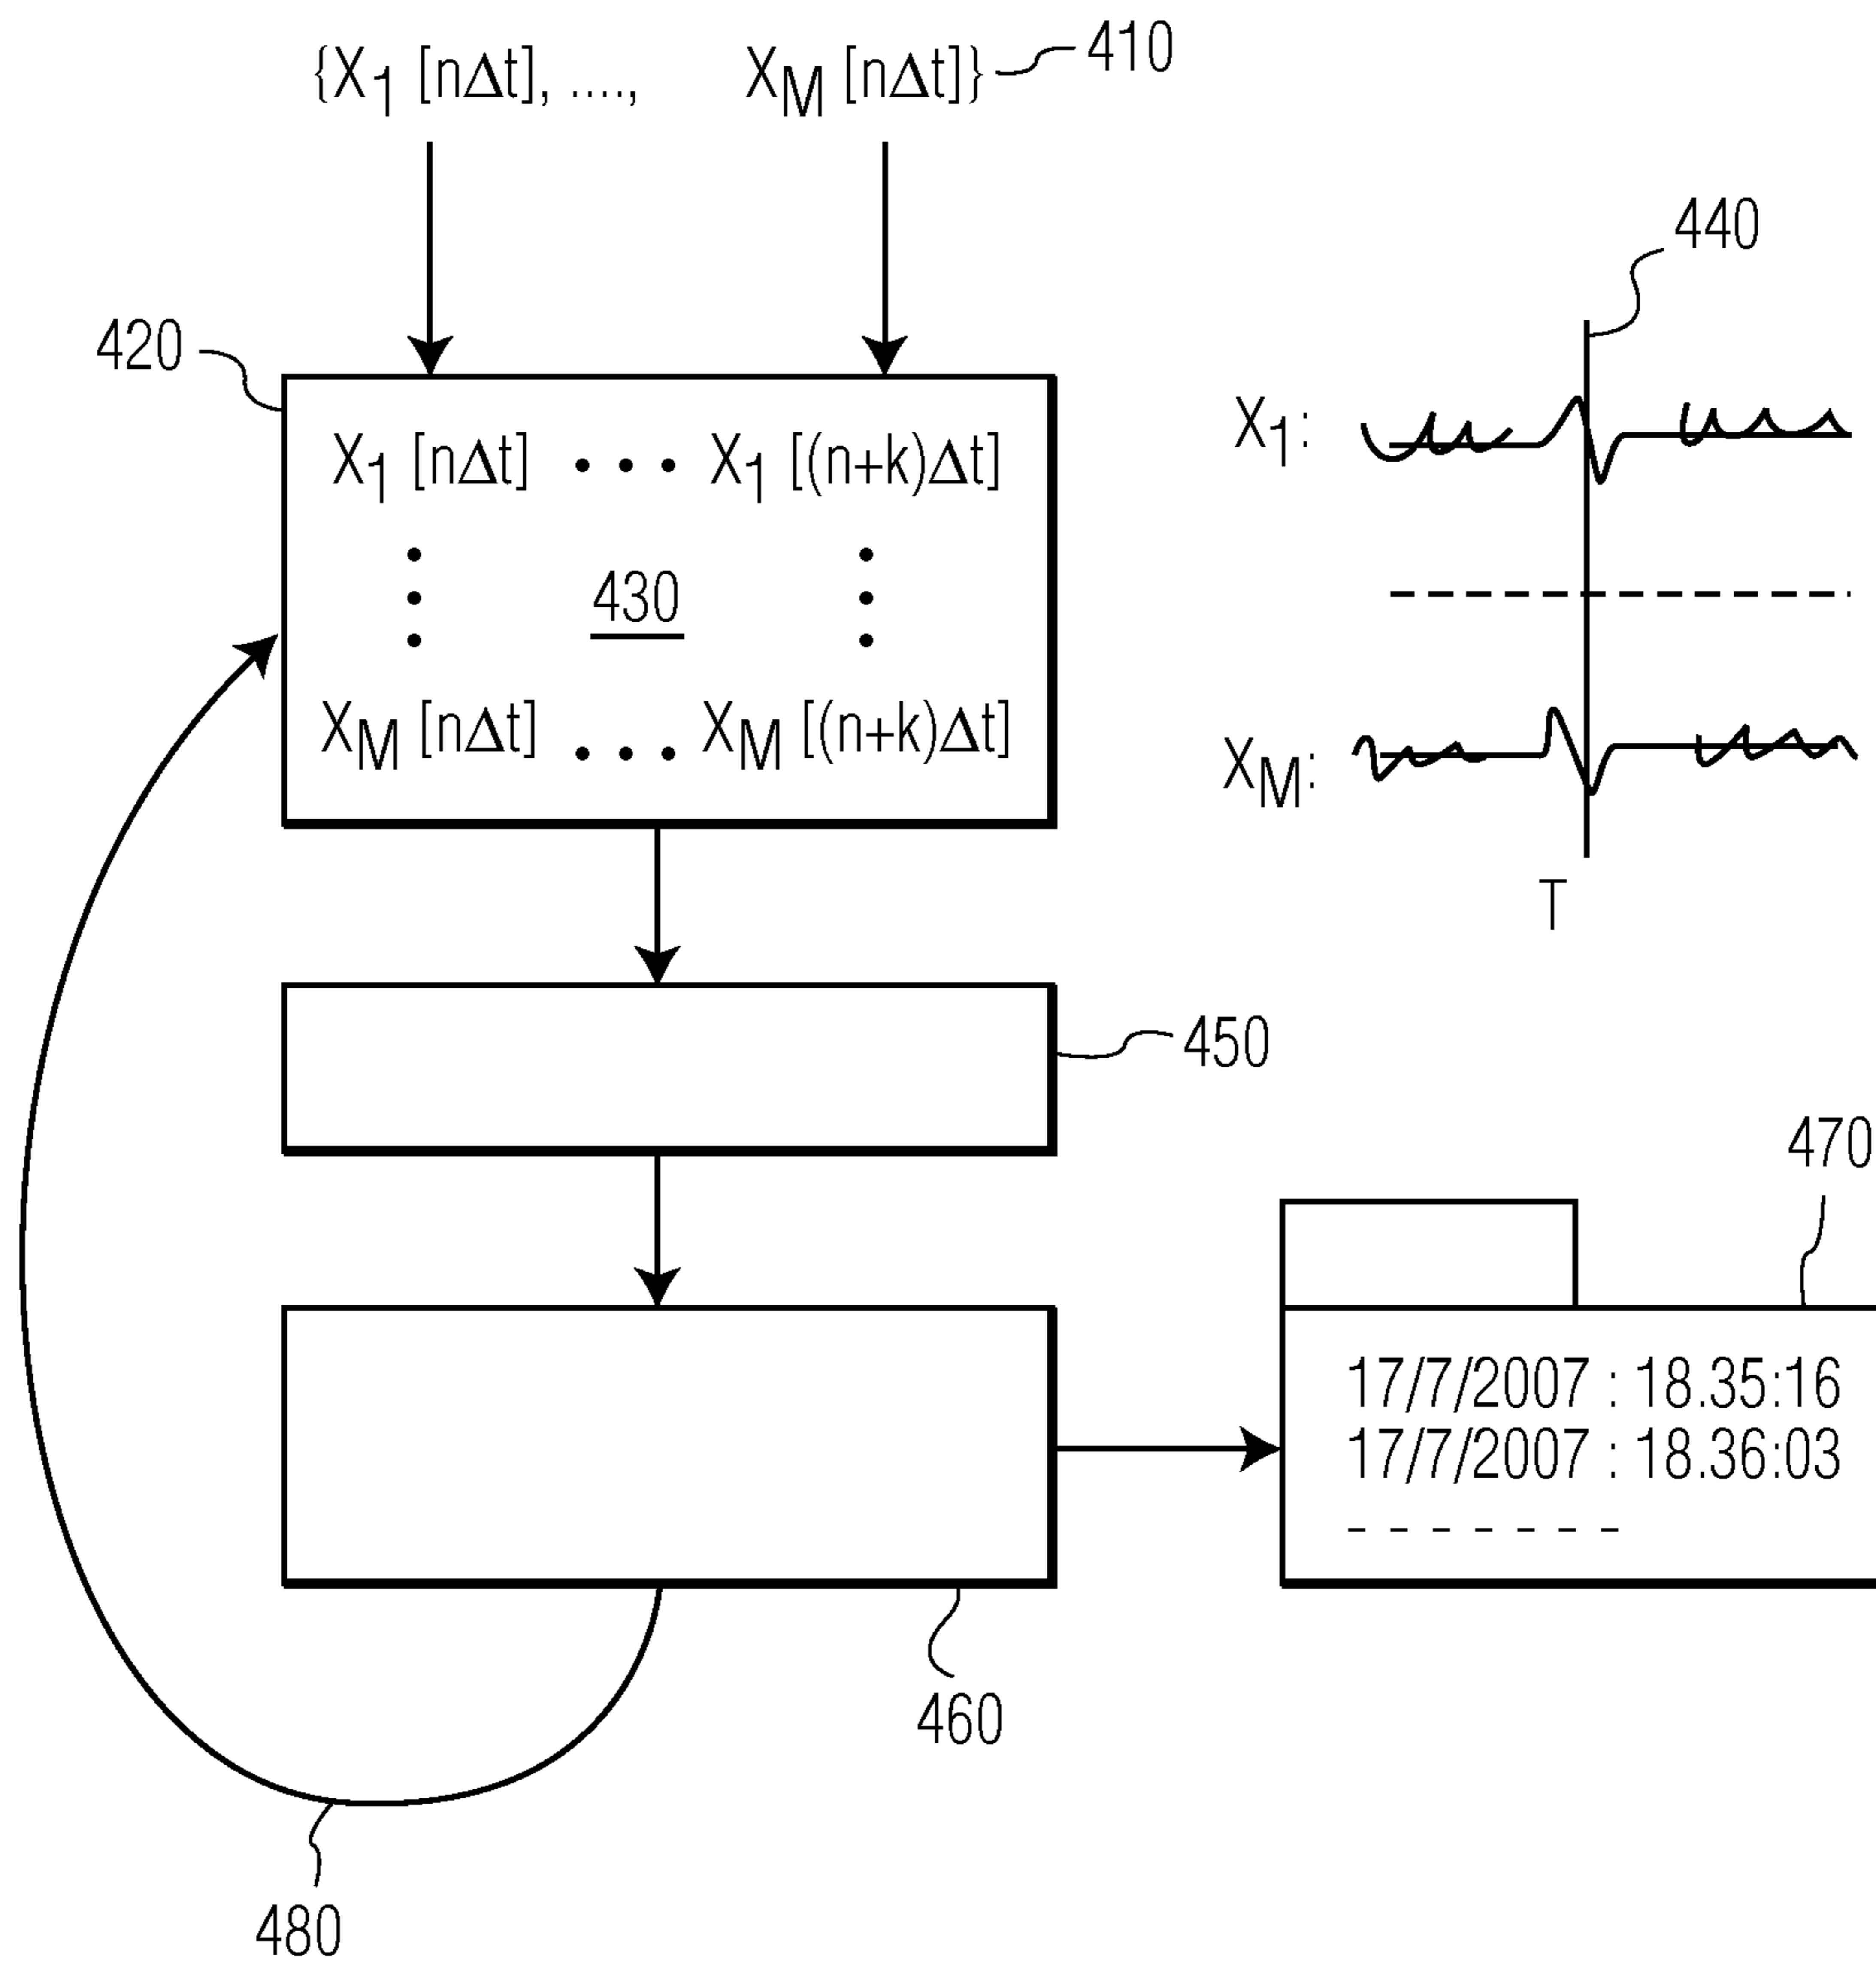 {X1 [nΔt], ...., XM [nΔt]} 410
440
420
X1 [nΔt] • • • X1 [(n+k)Δt]
X1:
430
XM [nΔt] • • • XM [(n+k)Δt]
XM:
T
450
470
17/7/2007 : 18.35:16
17/7/2007 : 18.36:03
460
480